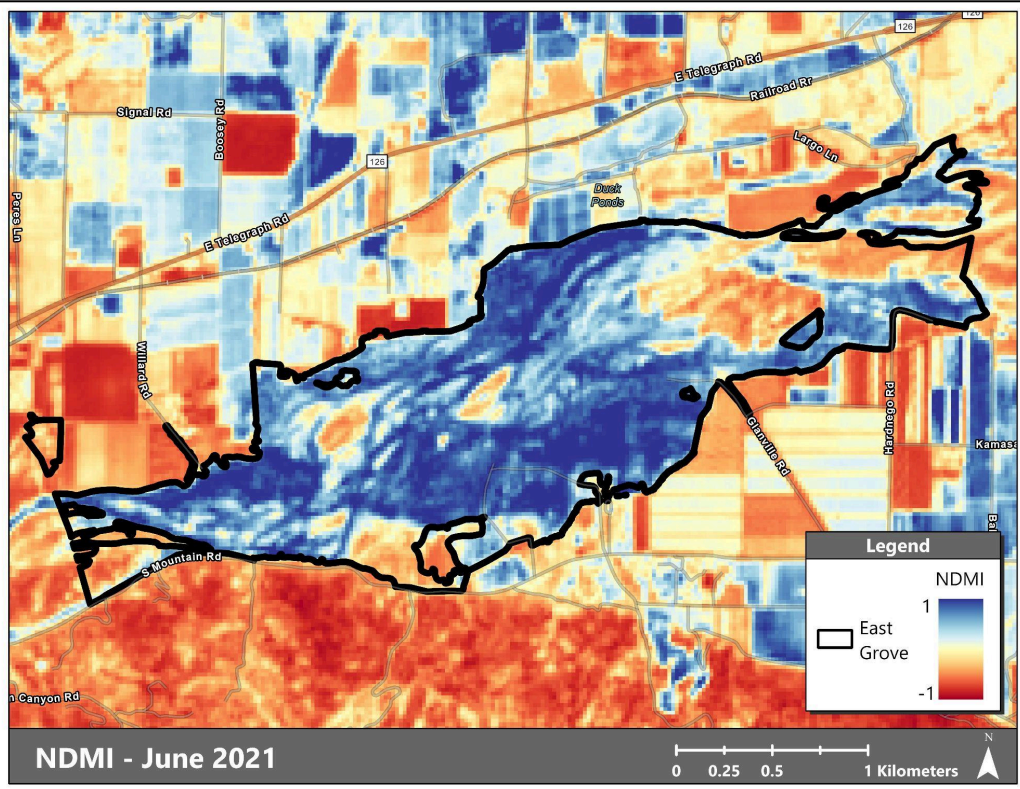 126
126
E Telegraph Rd
Railroad Rr
Signal Rd
Boosey Rd
126
Largo Ln
Duck
Ponds
Peres Ln
E Telegraph Rd
Willard Rd
Hardnego Rd
Glanville Rd
Kamasa
Ba
S Mountain Rd
n Canyon Rd
Legend
NDMI
1
East
Grove
-1
NDMI - June 2021
0 0.25 0.5 1 Kilometers
N